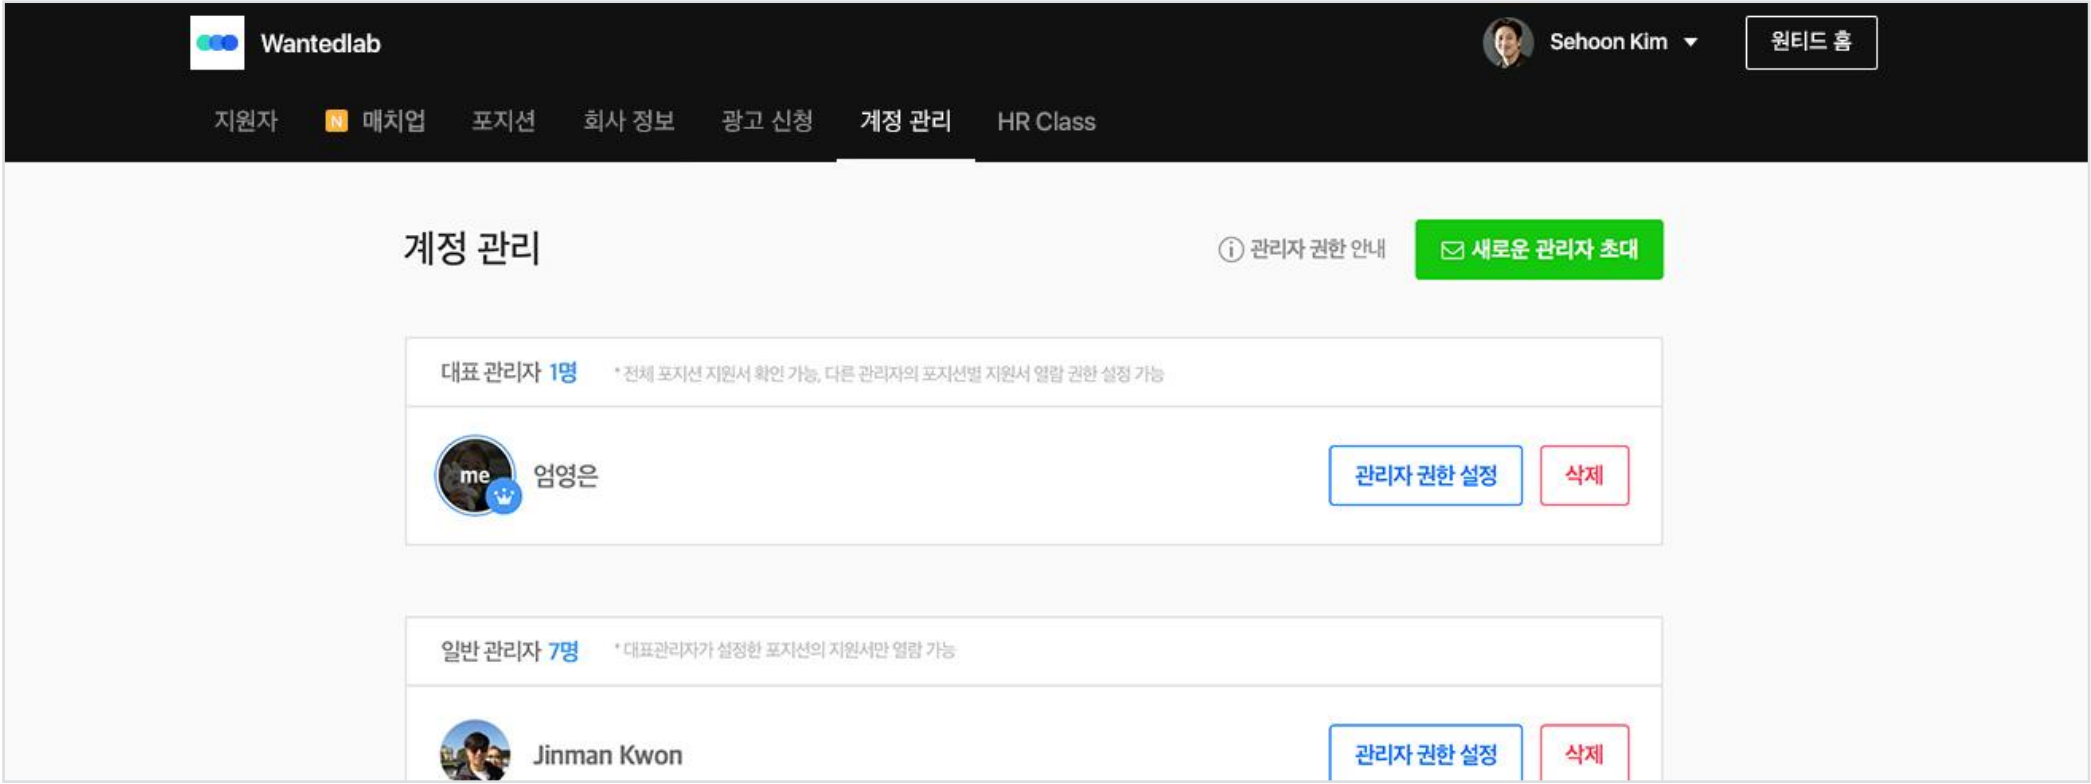 Wantedlab
Sehoon Kim
원티드 홈
지원자 N 매치업 포지션 회사 정보 광고 신청 계정 관리 HR Class
계정 관리
관리자 권한 안내
새로운 관리자 초대
대표 관리자 1명 * 전체 포지션 지원서 확인 가능, 다른 관리자의 포지션별 지원서 열람 권한 설정 가능
me
엄영은
관리자 권한 설정
삭제
일반 관리자 7명 * 대표관리자가 설정한 포지션의 지원서만 열람 가능
Jinman Kwon
관리자 권한 설정
삭제